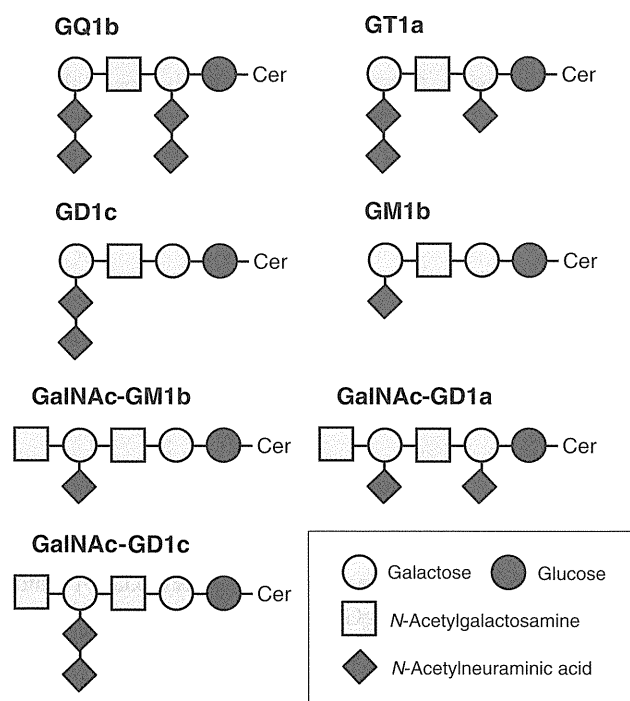 GQ1b
GT1a
Cer
Cer
GD1c
GM1b
Cer
Cer
GalNAc-GM1b
GalNAc-GD1a
Cer
Cer
GalNAc-GD1c
Cer
Galactose
Glucose
N-Acetylgalactosamine
N-Acetylneuraminic acid